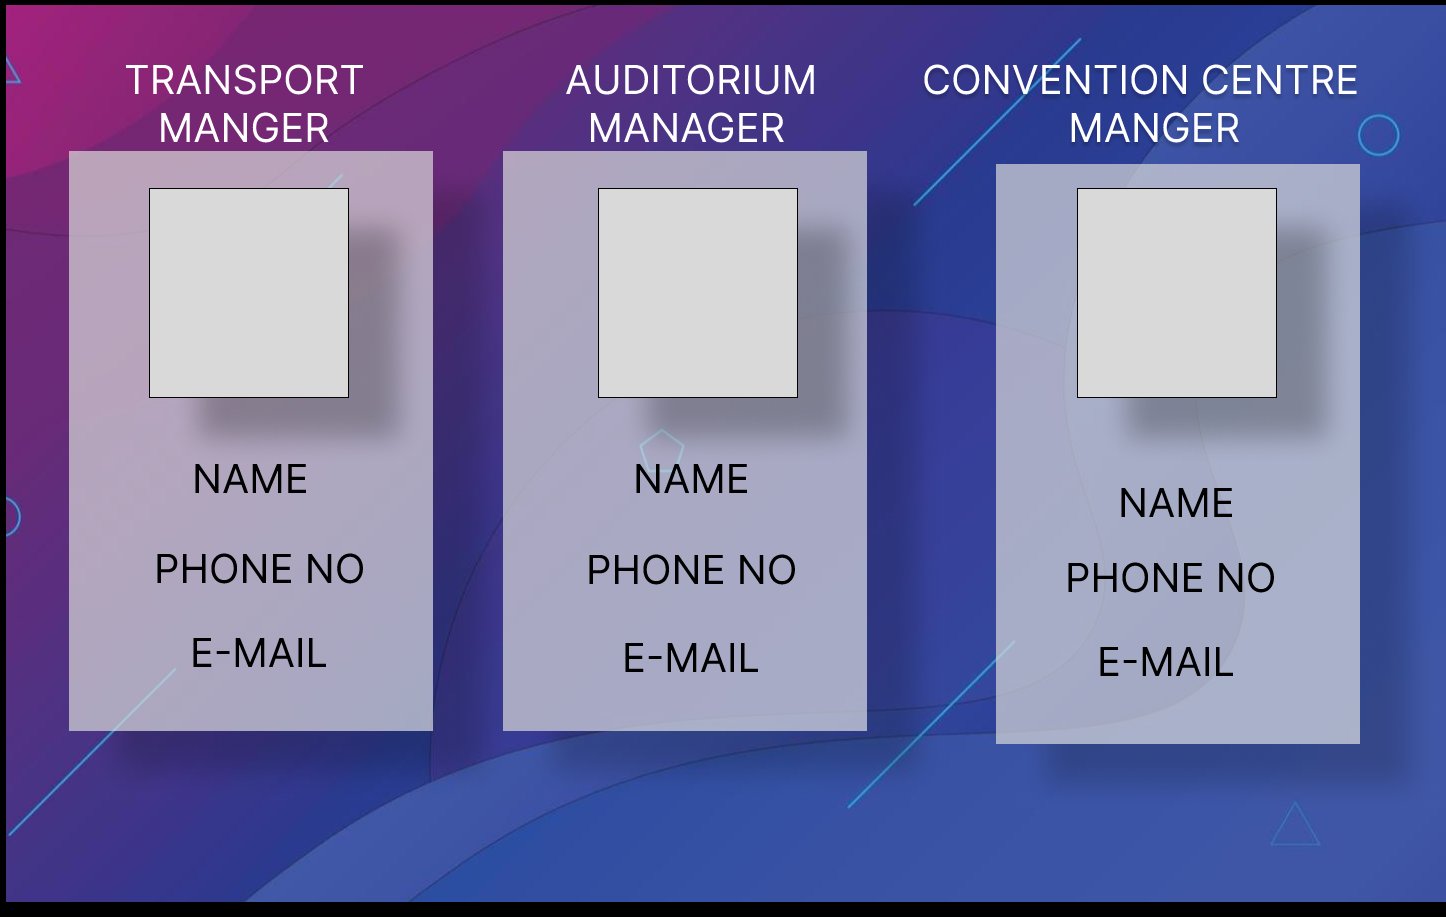 TRANSPORT
MANGER
AUDITORIUM
MANAGER
CONVENTION CENTRE
MANGER
NAME
PHONE NO
E-MAIL
NAME
PHONE NO
E-MAIL
NAME
PHONE NO
E-MAIL